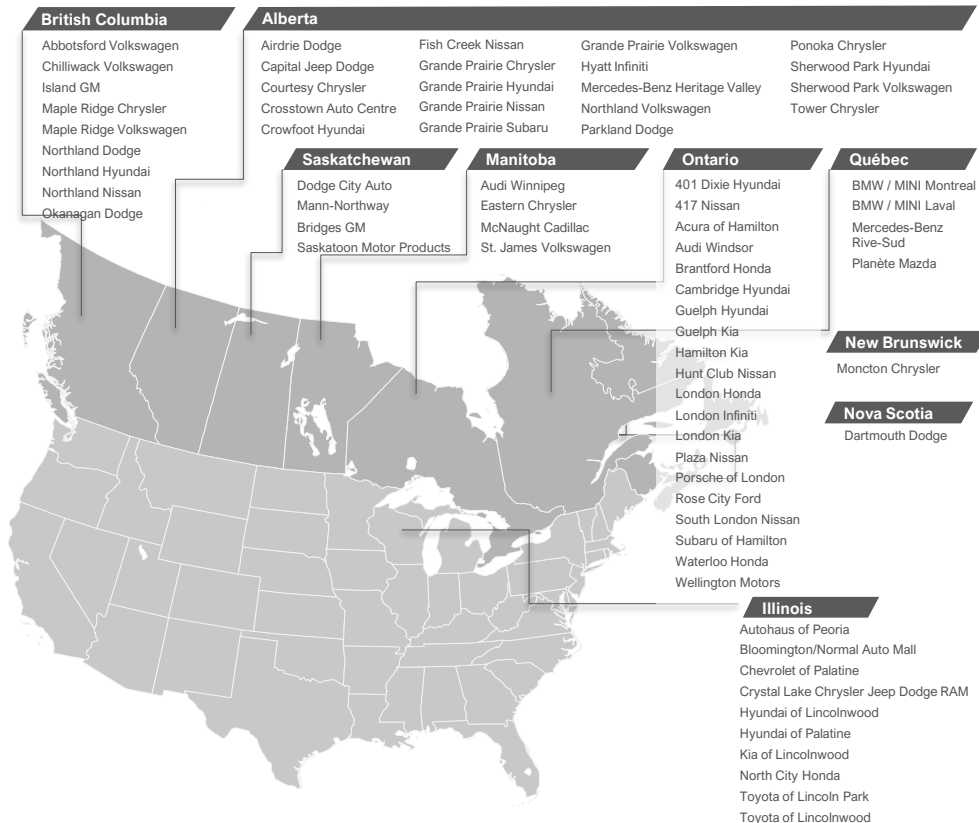 British Columbia
Abbotsford Volkswagen
Chilliwack Volkswagen
Island GM
Maple Ridge Chrysler
Maple Ridge Volkswagen
Northland Dodge
Northland Hyundai
Northland Nissan
Okanagan Dodge
Alberta
Airdrie Dodge
Capital Jeep Dodge
Courtesy Chrysler
Crosstown Auto Centre
Crowfoot Hyundai
Fish Creek Nissan
Grande Prairie Chrysler
Grande Prairie Hyundai
Grande Prairie Nissan
Grande Prairie Subaru
Grande Prairie Volkswagen
Hyatt Infiniti
Mercedes-Benz Heritage Valley
Northland Volkswagen
Parkland Dodge
Ponoka Chrysler
Sherwood Park Hyundai
Sherwood Park Volkswagen
Tower Chrysler
Saskatchewan
Dodge City Auto
Mann-Northway
Bridges GM
Saskatoon Motor Products
Manitoba
Audi Winnipeg
Eastern Chrysler
McNaught Cadillac
St. James Volkswagen
Ontario
401 Dixie Hyundai
417 Nissan
Acura of Hamilton
Audi Windsor
Brantford Honda
Cambridge Hyundai
Guelph Hyundai
Guelph Kia
Hamilton Kia
Hunt Club Nissan
London Honda
London Infiniti
London Kia
Plaza Nissan
Porsche of London
Rose City Ford
South London Nissan
Subaru of Hamilton
Waterloo Honda
Wellington Motors
Québec
BMW / MINI Montreal
BMW / MINI Laval
Mercedes-Benz
Rive-Sud
Planète Mazda
New Brunswick
Moncton Chrysler
Nova Scotia
Dartmouth Dodge
Illinois
Autohaus of Peoria
Bloomington/Normal Auto Mall
Chevrolet of Palatine
Crystal Lake Chrysler Jeep Dodge RAM
Hyundai of Lincolnwood
Hyundai of Palatine
Kia of Lincolnwood
North City Honda
Toyota of Lincoln Park
Toyota of Lincolnwood